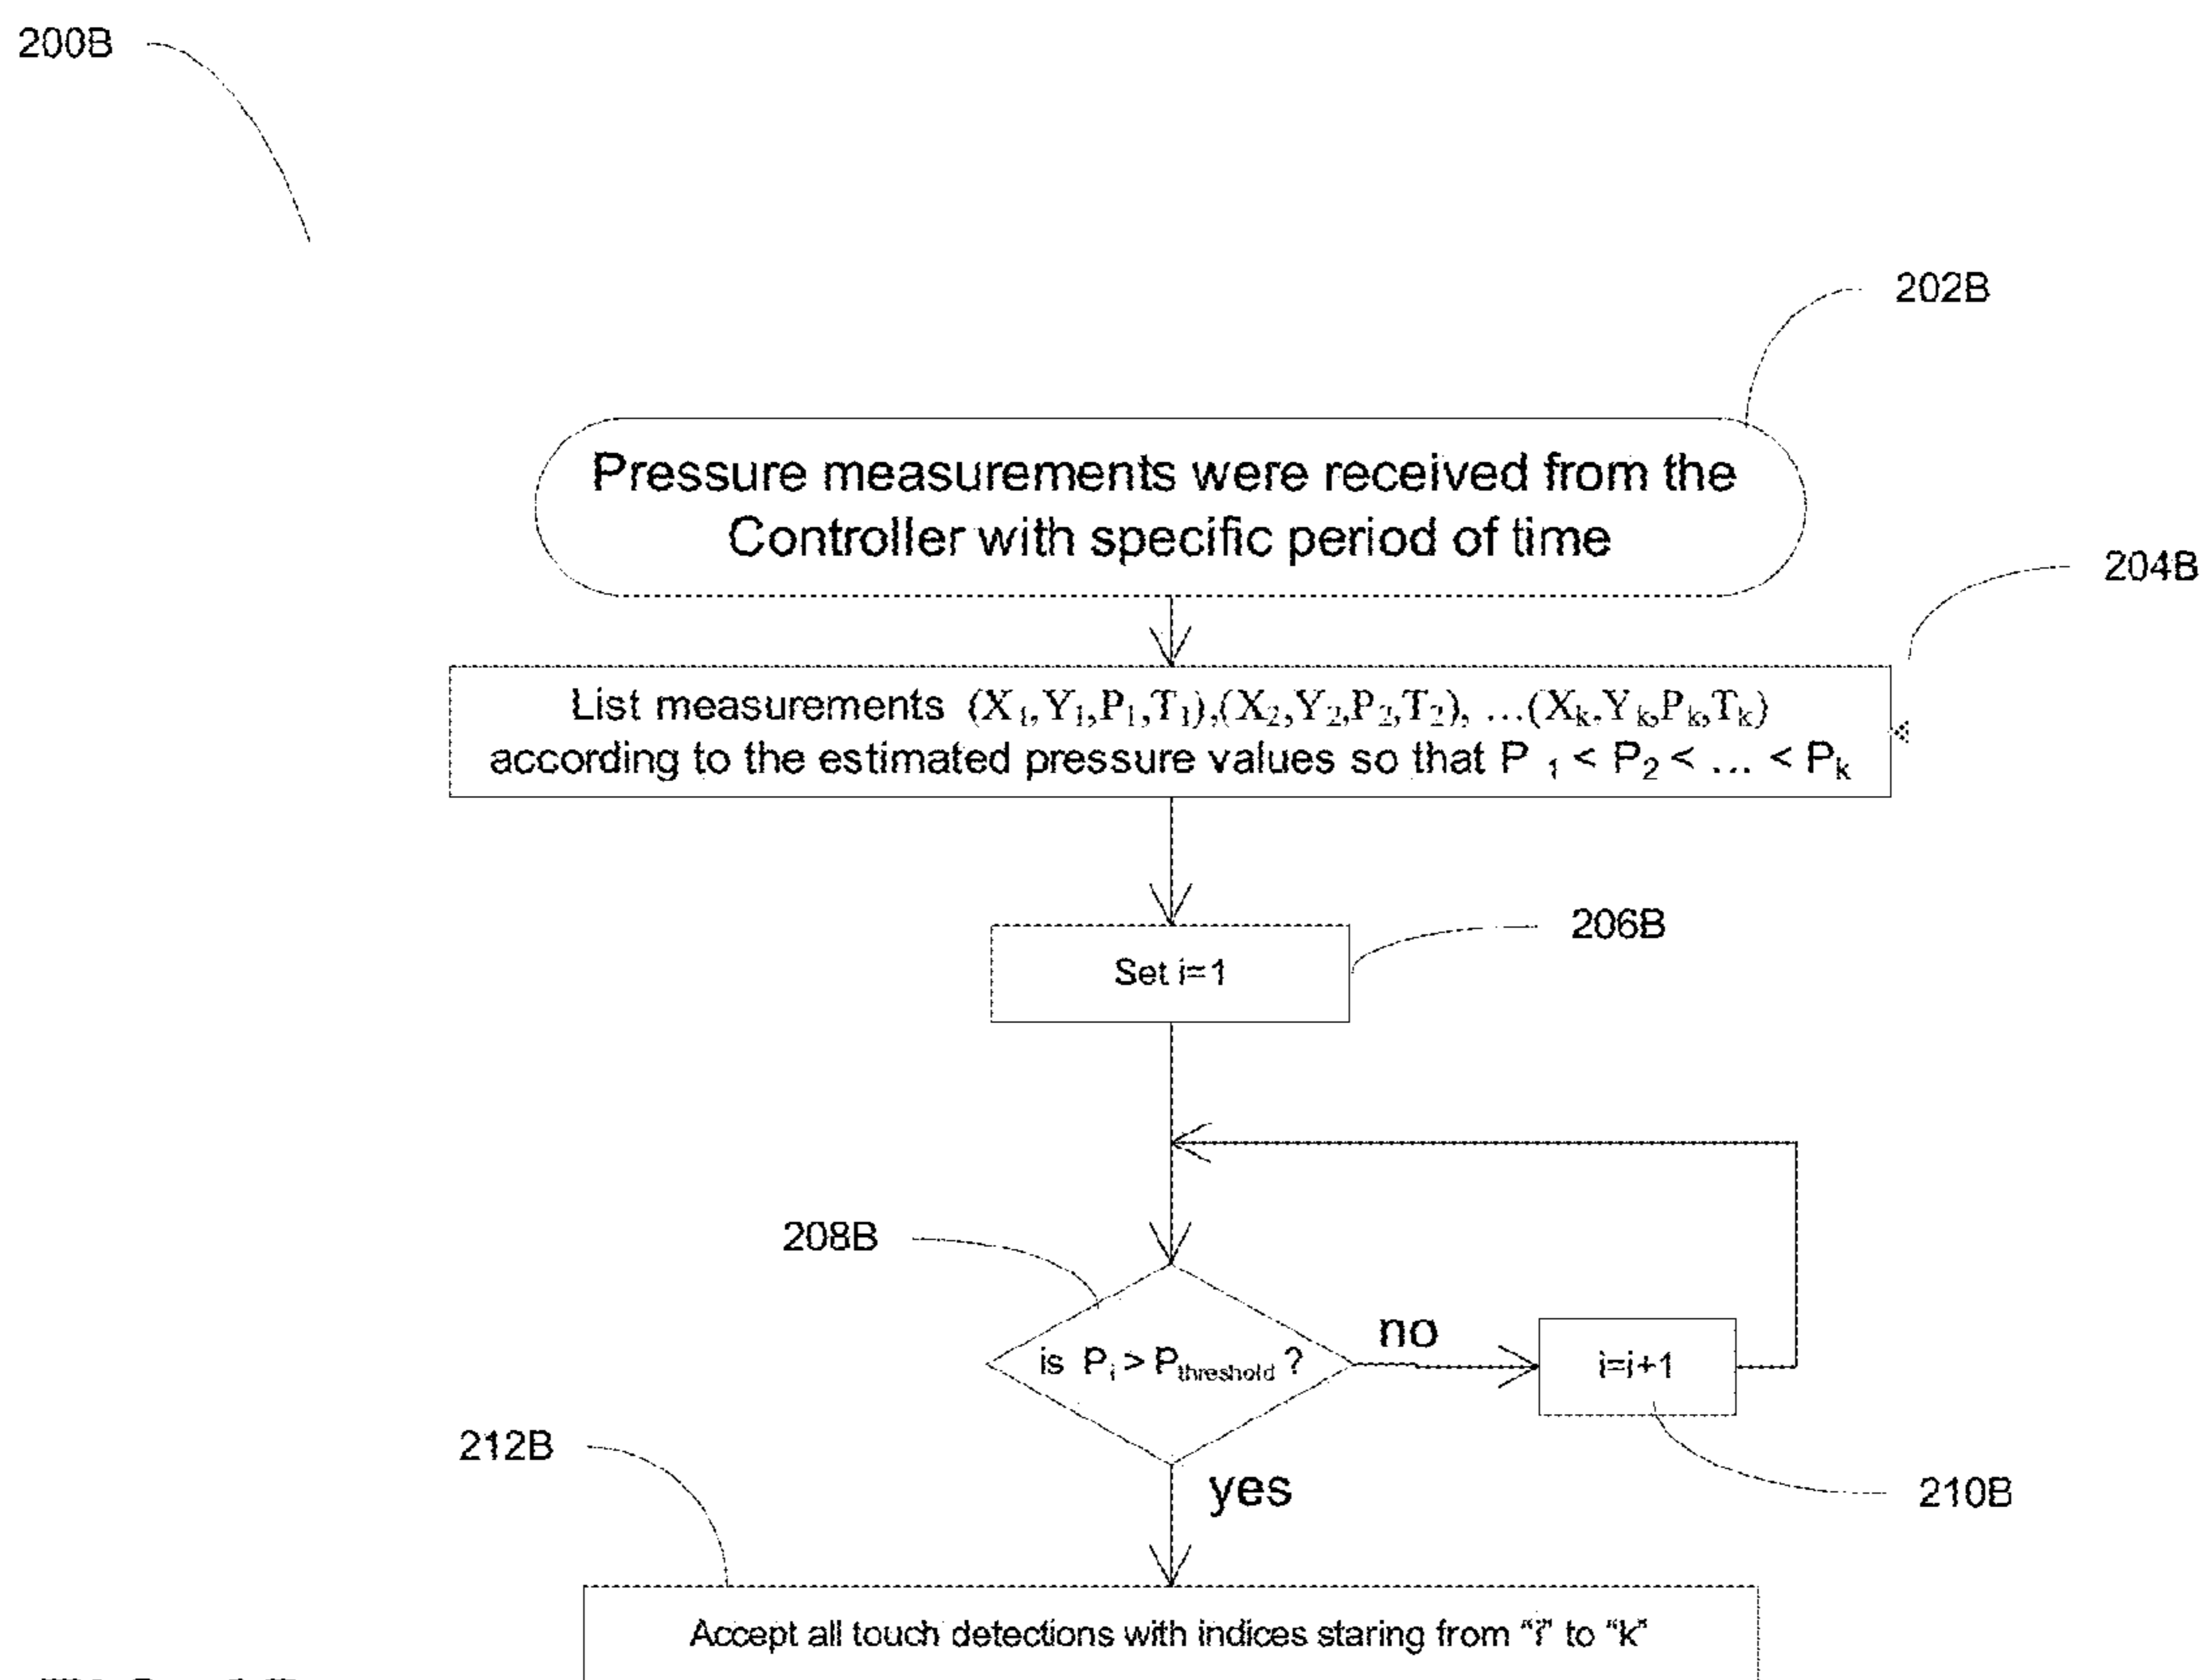 200B
202B
Pressure measurements were received from the
Controller with specific period of time
204B
List measurements (X₁,Y₁,P₁,T₁),(X₂,Y₂,P₂,T₂), ...(Xₖ,Yₖ,Pₖ,Tₖ)
according to the estimated pressure values so that P ₁ < P₂ < ... < Pₖ
206B
Set i=1
208B
is Pᵢ > Pthreshold ?
no
i=i+1
212B
yes
210B
Accept all touch detections with indices staring from “i” to “k”